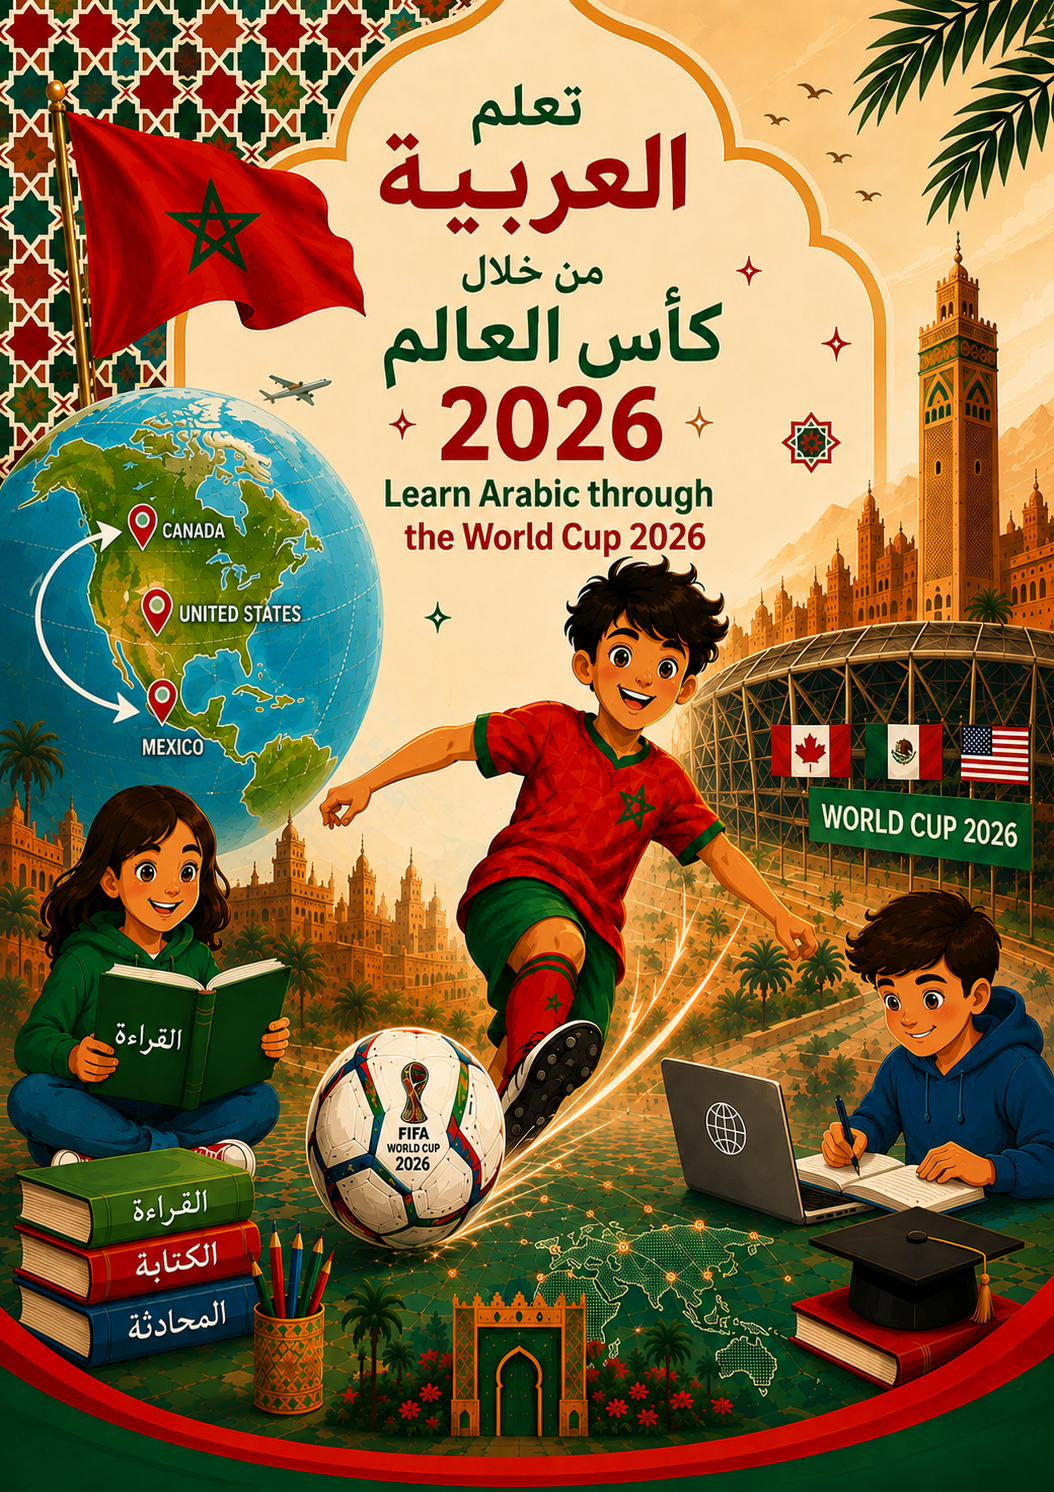 تعلم
العربية
من خلال
كأس العالم
2026
Learn Arabic through
the World Cup 2026
CANADA
UNITED STATES
MEXICO
WORLD CUP 2026
القراءة
FIFA
WORLD CUP
2026
القراءة
الكتابة
المحادثة